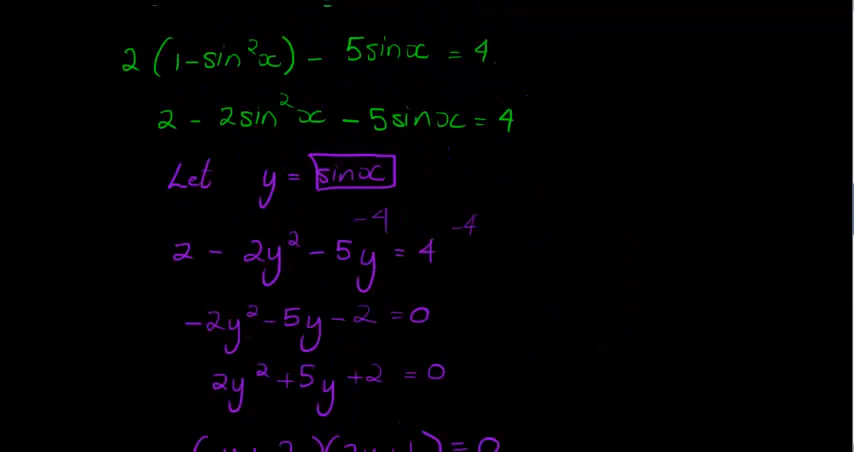 2(1-sin²x) - 5sinx = 4
2 - 2sin²x - 5sinx = 4
Let y = sinx
-4 -4
2 - 2y² - 5y = 4
-2y² - 5y - 2 = 0
2y² + 5y + 2 = 0
= 0